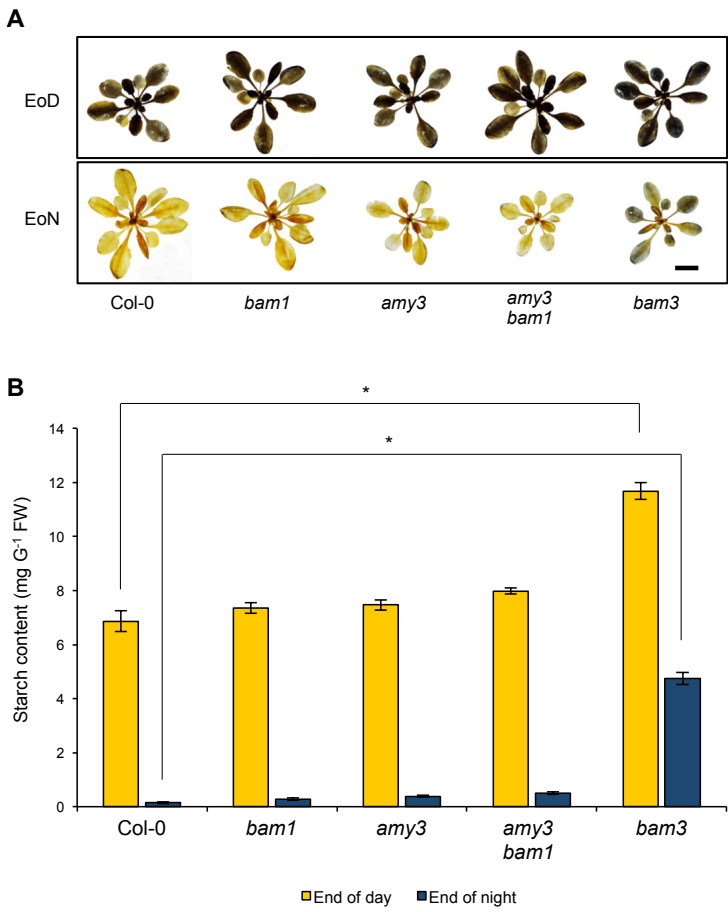 A
EoD
EoN
Col-0 bam1 amy3 amy3 bam3
bam1
B
*
*
14
12
10
8
6
4
2
0
Starch content (mg G⁻¹ FW)
Col-0 bam1 amy3 amy3 bam3
bam1
End of day End of night